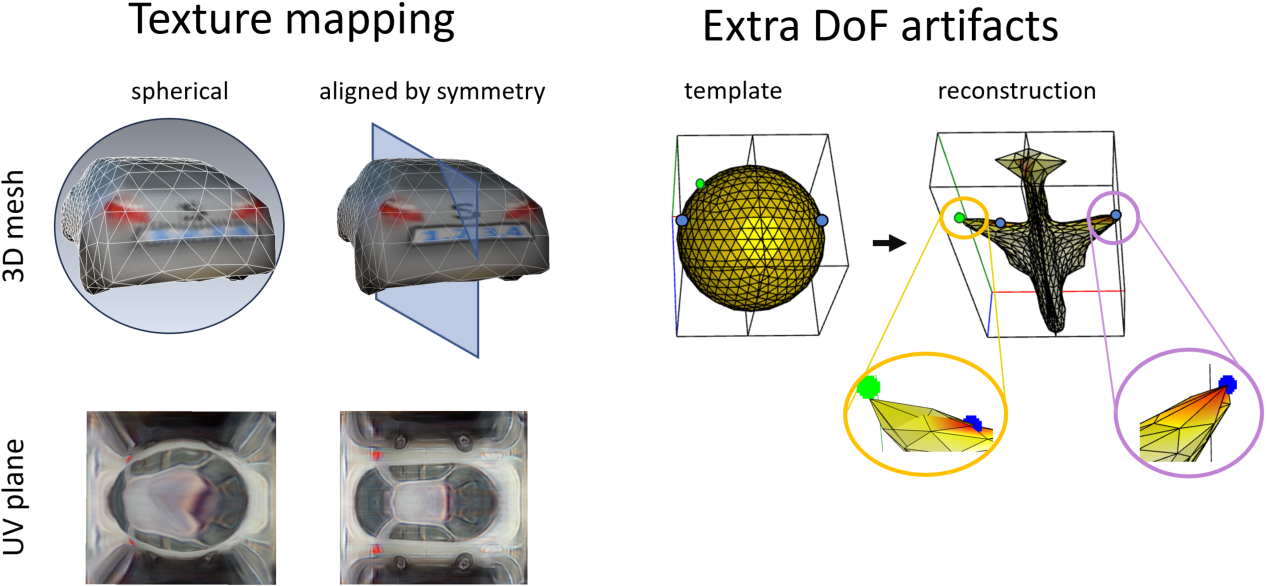 Texture mapping
Extra DoF artifacts
spherical
aligned by symmetry
template
reconstruction
3D mesh
UV plane